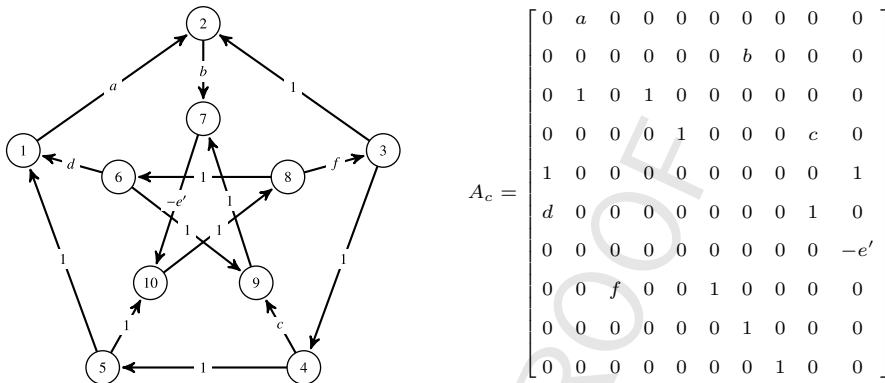 2
a
b
1
7
1
3
d
6
1
8
f
-e′
1
1
1
1
1
10
9
1
c
5
1
4
A_c =
0 a 0 0 0 0 0 0 0 0
0 0 0 0 0 0 b 0 0 0
0 1 0 1 0 0 0 0 0 0
0 0 0 0 1 0 0 0 c 0
1 0 0 0 0 0 0 0 0 1
d 0 0 0 0 0 0 0 1 0
0 0 0 0 0 0 0 0 0 -e′
0 0 f 0 0 1 0 0 0 0
0 0 0 0 0 0 1 0 0 0
0 0 0 0 0 0 0 1 0 0
PROOF